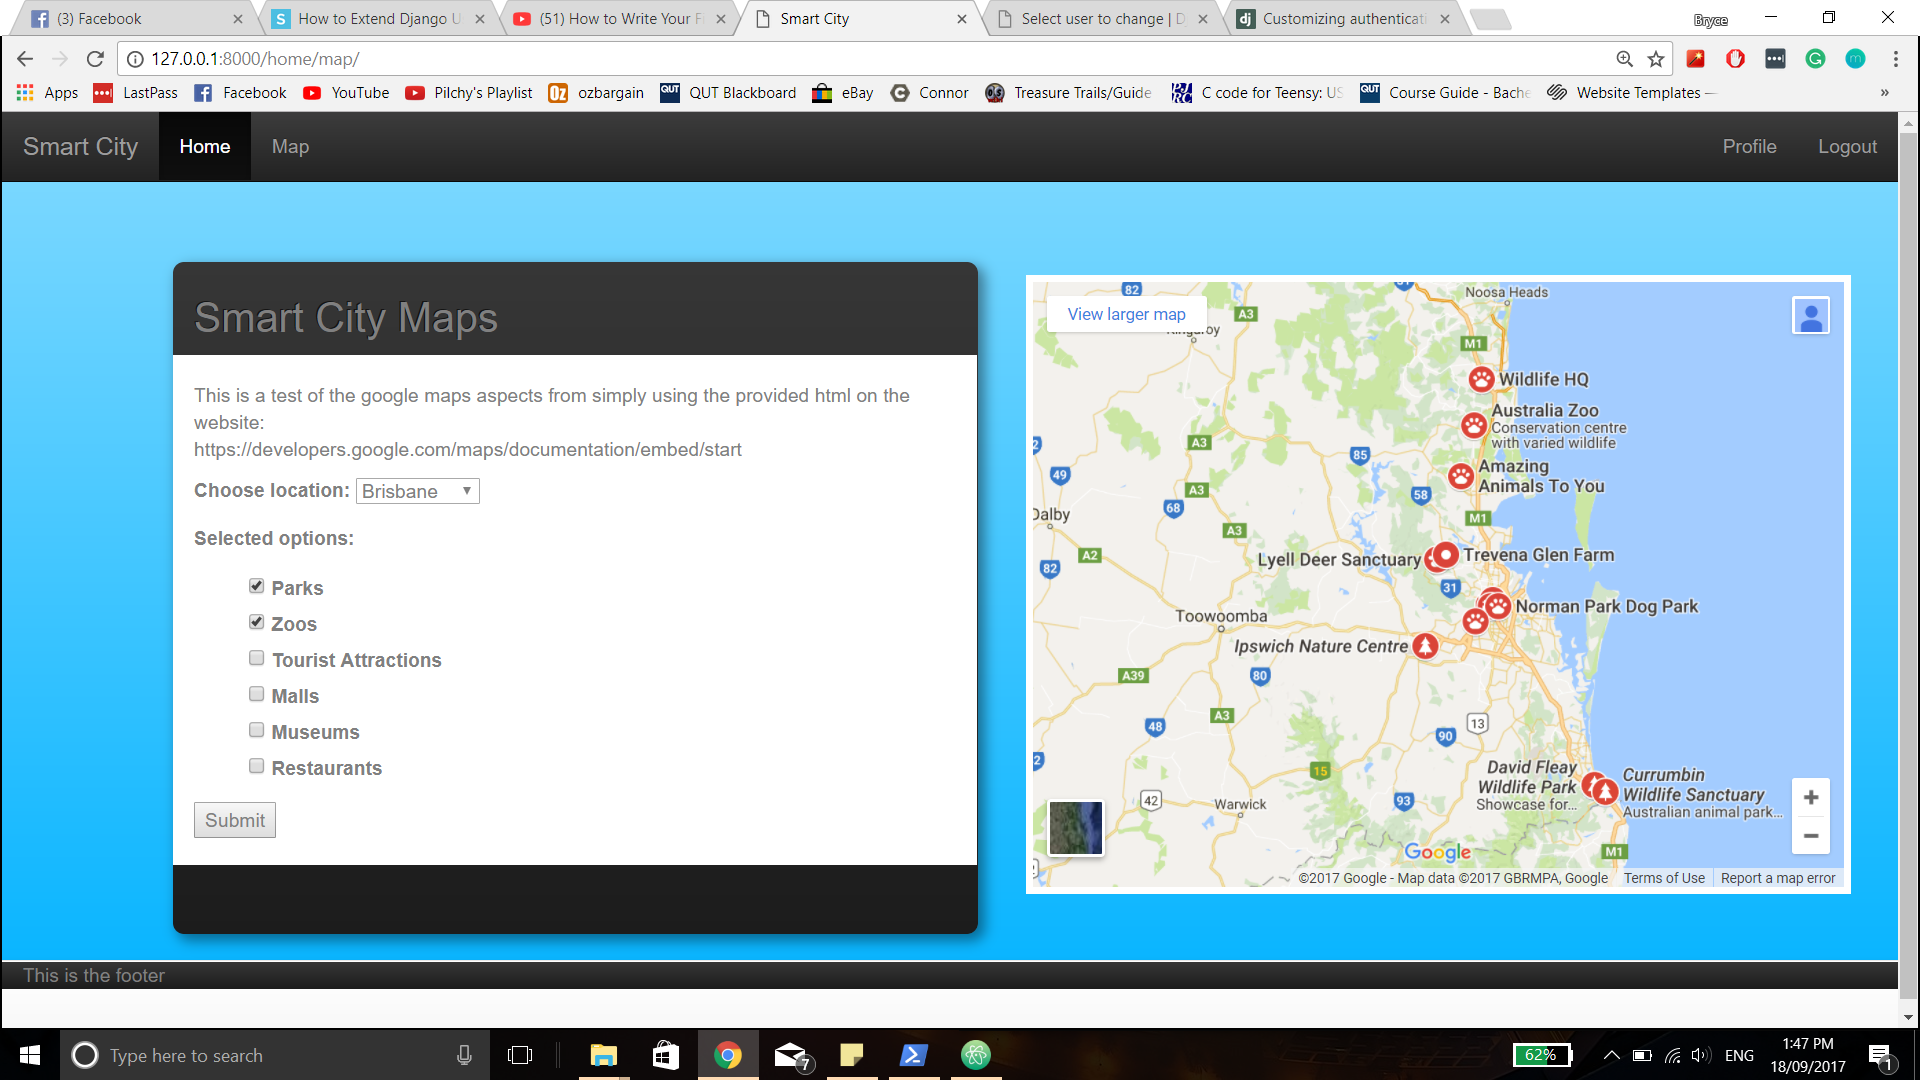 (3) Facebook
How to Extend Django U
(51) How to Write Your Fi
Smart City
Select user to change | D
Customizing authenticati
Bryce
127.0.0.1:8000/home/map/
Apps
LastPass
Facebook
YouTube
Pilchy's Playlist
ozbargain
QUT Blackboard
eBay
Connor
Treasure Trails/Guide
C code for Teensy: US
Course Guide - Bache
Website Templates —
»
Smart City
Home
Map
Profile
Logout
Smart City Maps
This is a test of the google maps aspects from simply using the provided html on the
website:
https://developers.google.com/maps/documentation/embed/start
Choose location: Brisbane
Selected options:
Parks
Zoos
Tourist Attractions
Malls
Museums
Restaurants
Submit
View larger map
Noosa Heads
82
A3
M1
Wildlife HQ
Australia Zoo
Conservation centre
with varied wildlife
A3
85
49
Amazing
Animals To You
A3
58
68
Dalby
M1
A3
A2
82
Lyell Deer Sanctuary
Trevena Glen Farm
31
Norman Park Dog Park
Toowoomba
Ipswich Nature Centre
A39
80
A3
48
13
90
15
David Fleay
Wildlife Park
Showcase for...
Currumbin
Wildlife Sanctuary
Australian animal park...
42
Warwick
93
M1
+
−
Google
©2017 Google - Map data ©2017 GBRMPA, Google
Terms of Use
Report a map error
This is the footer
Type here to search
7
62%
ENG
1:47 PM
18/09/2017
1